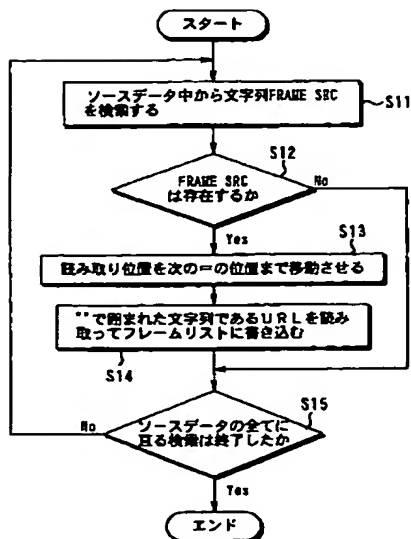 スタート
ソースデータ中から文字列FRAME SRC
を検索する
S11
S12
FRAME SRC
は存在するか
No
Yes
S13
読み取り位置を次の=の位置まで移動させる
""で囲まれた文字列であるURLを読み
取ってフレームリストに書き込む
S14
No
S15
ソースデータの全てに
亘る検索は終了したか
Yes
エンド